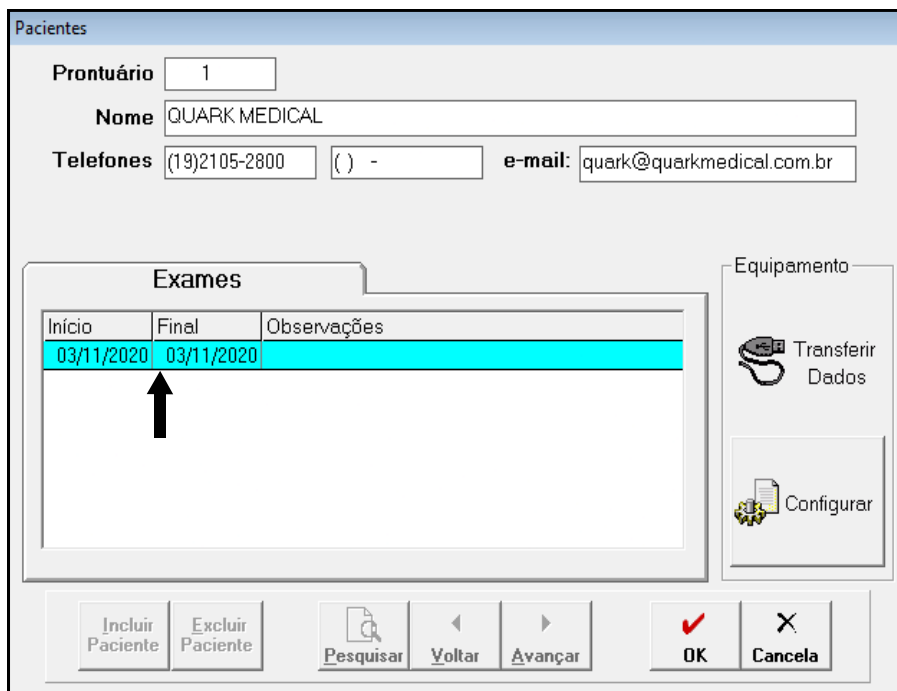 Pacientes
Prontuário 1
Nome QUARK MEDICAL
Telefones (19)2105-2800 ( ) - e-mail: quark@quarkmedical.com.br
Exames
Início Final Observações
03/11/2020 03/11/2020
Equipamento
Transferir
Dados
Configurar
Incluir
Paciente
Excluir
Paciente
Pesquisar
Voltar
Avançar
OK
Cancela